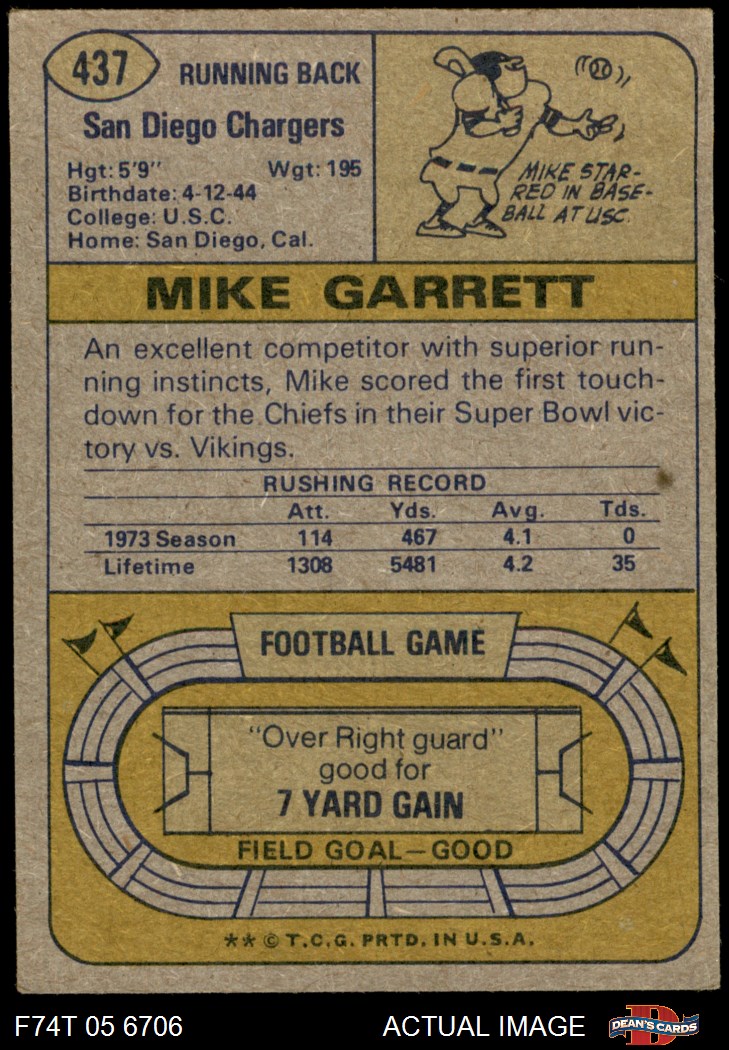 437
RUNNING BACK
San Diego Chargers
Hgt: 5'9" Wgt: 195
Birthdate: 4-12-44
College: U.S.C.
Home: San Diego, Cal.
MIKE STAR-
RED IN BASE-
BALL AT USC.
MIKE GARRETT
An excellent competitor with superior run-
ning instincts, Mike scored the first touch-
down for the Chiefs in their Super Bowl vic-
tory vs. Vikings.
RUSHING RECORD
Att. Yds. Avg. Tds.
1973 Season 114 467 4.1 0
Lifetime 1308 5481 4.2 35
FOOTBALL GAME
"Over Right guard"
good for
7 YARD GAIN
FIELD GOAL—GOOD
** © T.C.G. PRTD. IN U.S.A.
F74T 05 6706 ACTUAL IMAGE D DEAN'S CARDS